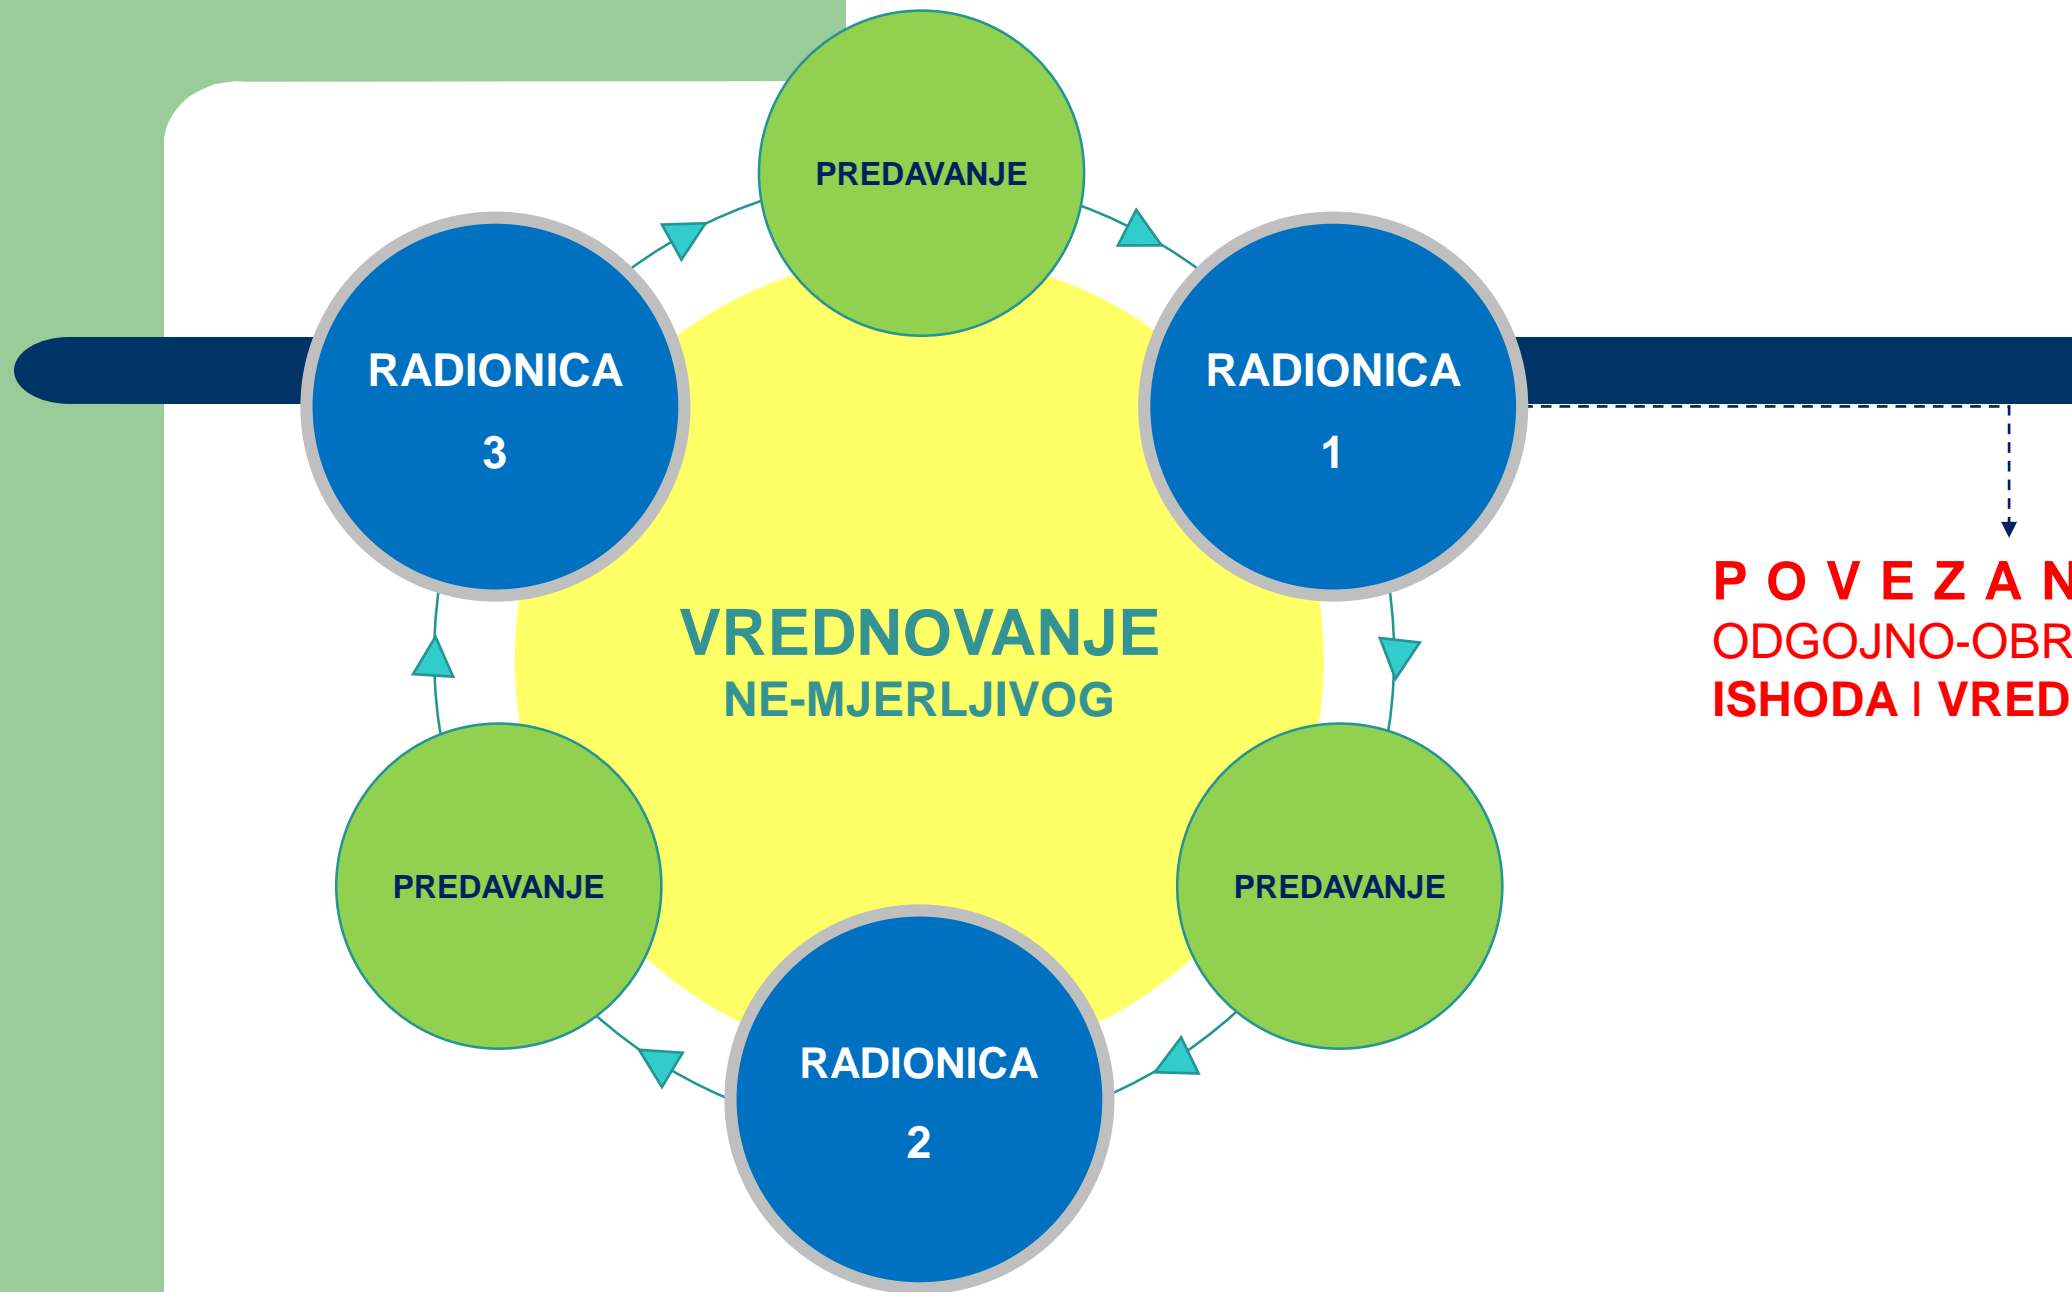 PREDAVANJE
RADIONICA
3
RADIONICA
1
P O V E Z A N
ODGOJNO-OBR
ISHODA I VRED
VREDNOVANJE
NE-MJERLJIVOG
PREDAVANJE
PREDAVANJE
RADIONICA
2